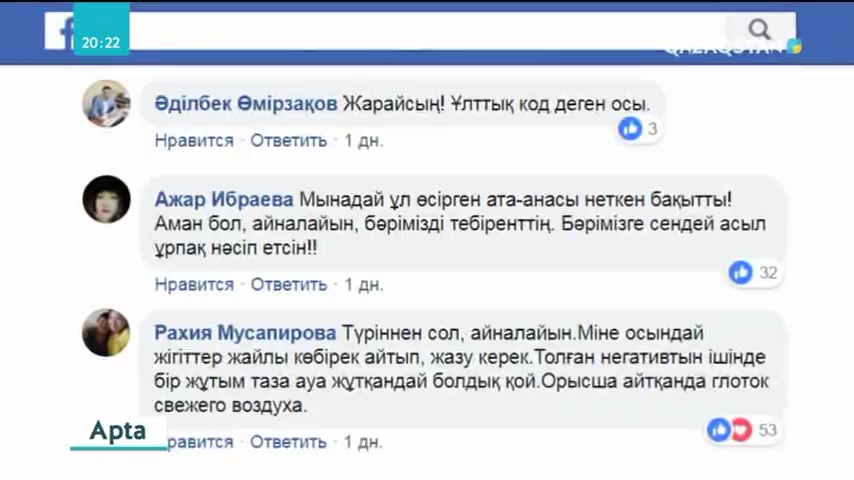 20:22
QAZAQSTAN
Әділбек Өмірзақов Жарайсың! Ұлттық код деген осы.
3
Нравится · Ответить · 1 дн.
Ажар Ибраева Мынадай ұл өсірген ата-анасы неткен бақытты!
Аман бол, айналайын, бәрімізді тебіренттің. Бәрімізге сендей асыл
ұрпақ нәсіп етсін!!
32
Нравится · Ответить · 1 дн.
Рахия Мусапирова Түріннен сол, айналайын.Міне осындай
жігіттер жайлы көбірек айтып, жазу керек.Толған негативтын ішінде
бір жұтым таза ауа жұтқандай болдық қой.Орысша айтқанда глоток
свежего воздуха.
53
Apta
равится · Ответить · 1 дн.